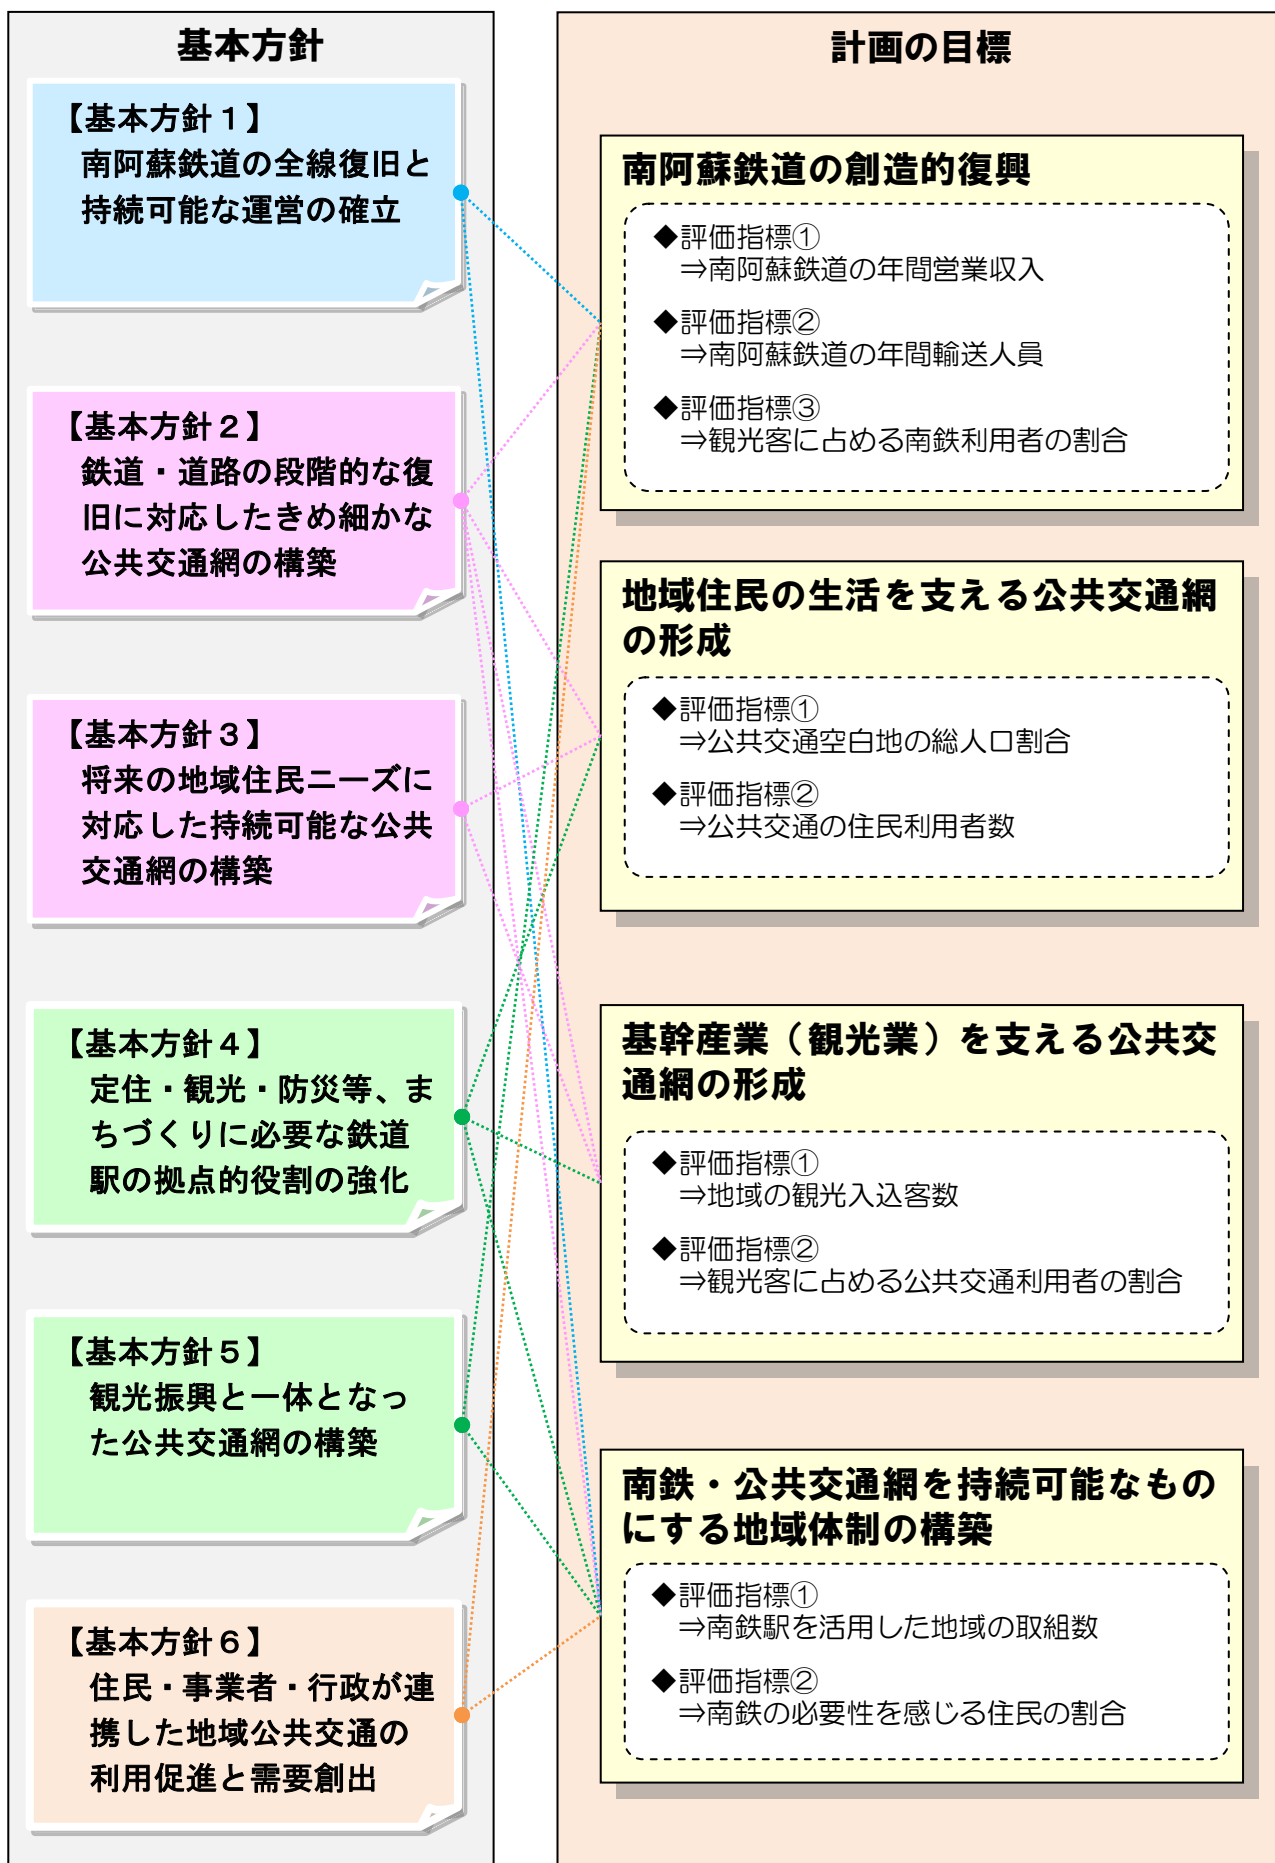 基本方針
【基本方針１】
南阿蘇鉄道の全線復旧と
持続可能な運営の確立
【基本方針２】
鉄道・道路の段階的な復
旧に対応したきめ細かな
公共交通網の構築
【基本方針３】
将来の地域住民ニーズに
対応した持続可能な公共
交通網の構築
【基本方針４】
定住・観光・防災等、ま
ちづくりに必要な鉄道
駅の拠点的役割の強化
【基本方針５】
観光振興と一体となっ
た公共交通網の構築
【基本方針６】
住民・事業者・行政が連
携した地域公共交通の
利用促進と需要創出
計画の目標
南阿蘇鉄道の創造的復興
◆評価指標①
⇒南阿蘇鉄道の年間営業収入
◆評価指標②
⇒南阿蘇鉄道の年間輸送人員
◆評価指標③
⇒観光客に占める南鉄利用者の割合
地域住民の生活を支える公共交通網
の形成
◆評価指標①
⇒公共交通空白地の総人口割合
◆評価指標②
⇒公共交通の住民利用者数
基幹産業（観光業）を支える公共交
通網の形成
◆評価指標①
⇒地域の観光入込客数
◆評価指標②
⇒観光客に占める公共交通利用者の割合
南鉄・公共交通網を持続可能なもの
にする地域体制の構築
◆評価指標①
⇒南鉄駅を活用した地域の取組数
◆評価指標②
⇒南鉄の必要性を感じる住民の割合